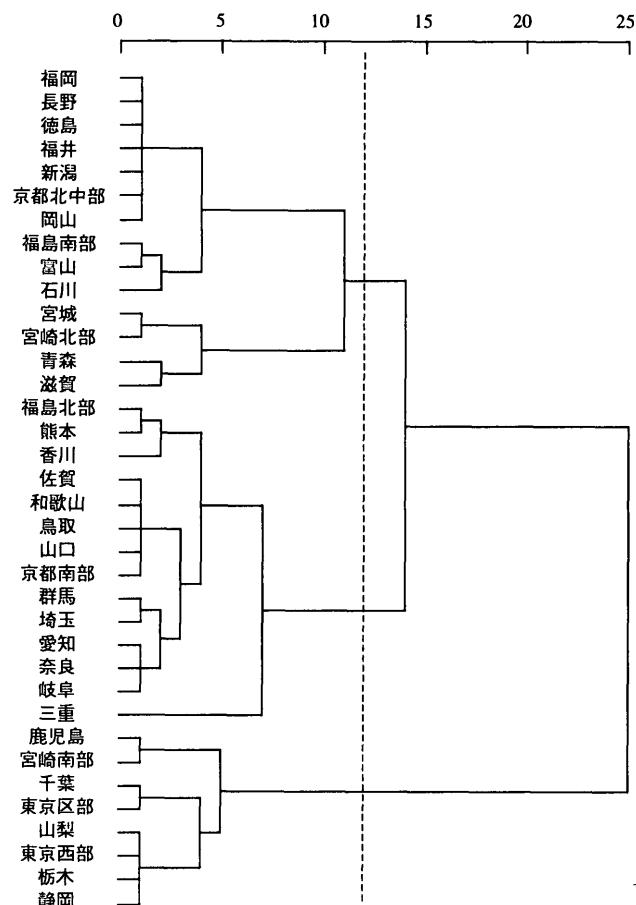 0 5 10 15 20 25
福岡
長野
徳島
福井
新潟
京都北中部
岡山
福島南部
富山
石川
宮城
宮崎北部
青森
滋賀
福島北部
熊本
香川
佐賀
和歌山
鳥取
山口
京都南部
群馬
埼玉
愛知
奈良
岐阜
三重
鹿児島
宮崎南部
千葉
東京区部
山梨
東京西部
栃木
静岡